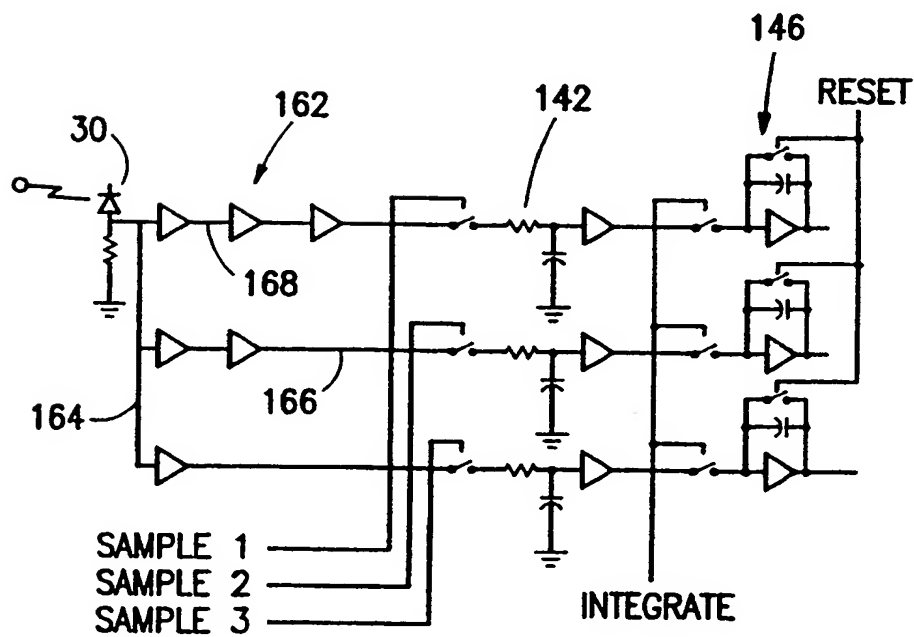 146
RESET
162
142
30
168
166
164
SAMPLE 1
SAMPLE 2
SAMPLE 3
INTEGRATE